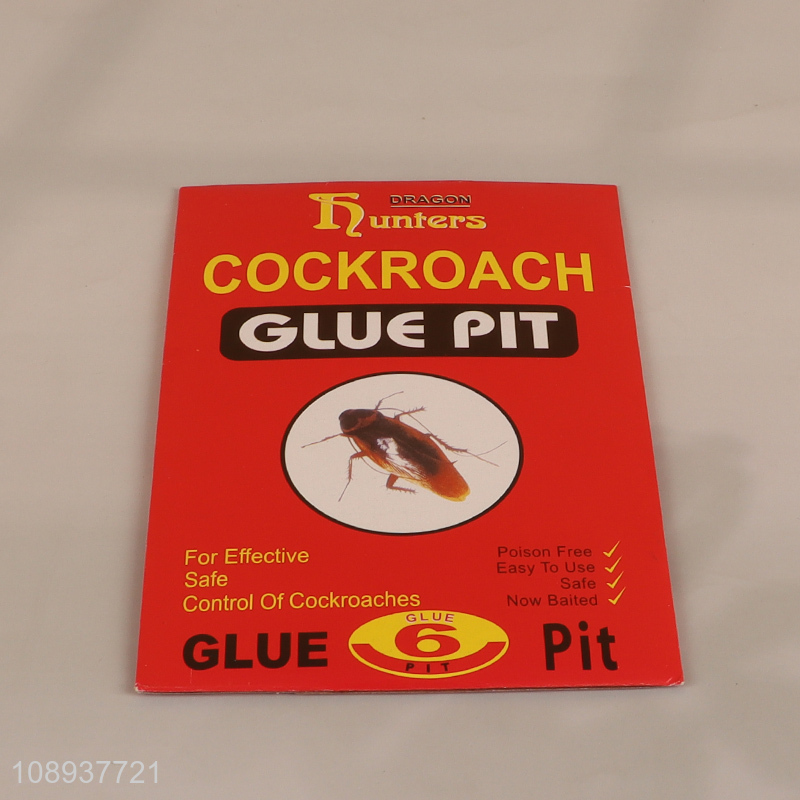 DRAGON
Hunters
COCKROACH
GLUE PIT
For Effective
Safe
Control Of Cockroaches
Poison Free ✓
Easy To Use ✓
Safe ✓
Now Baited ✓
GLUE
GLUE
6
PIT
Pit
108937721